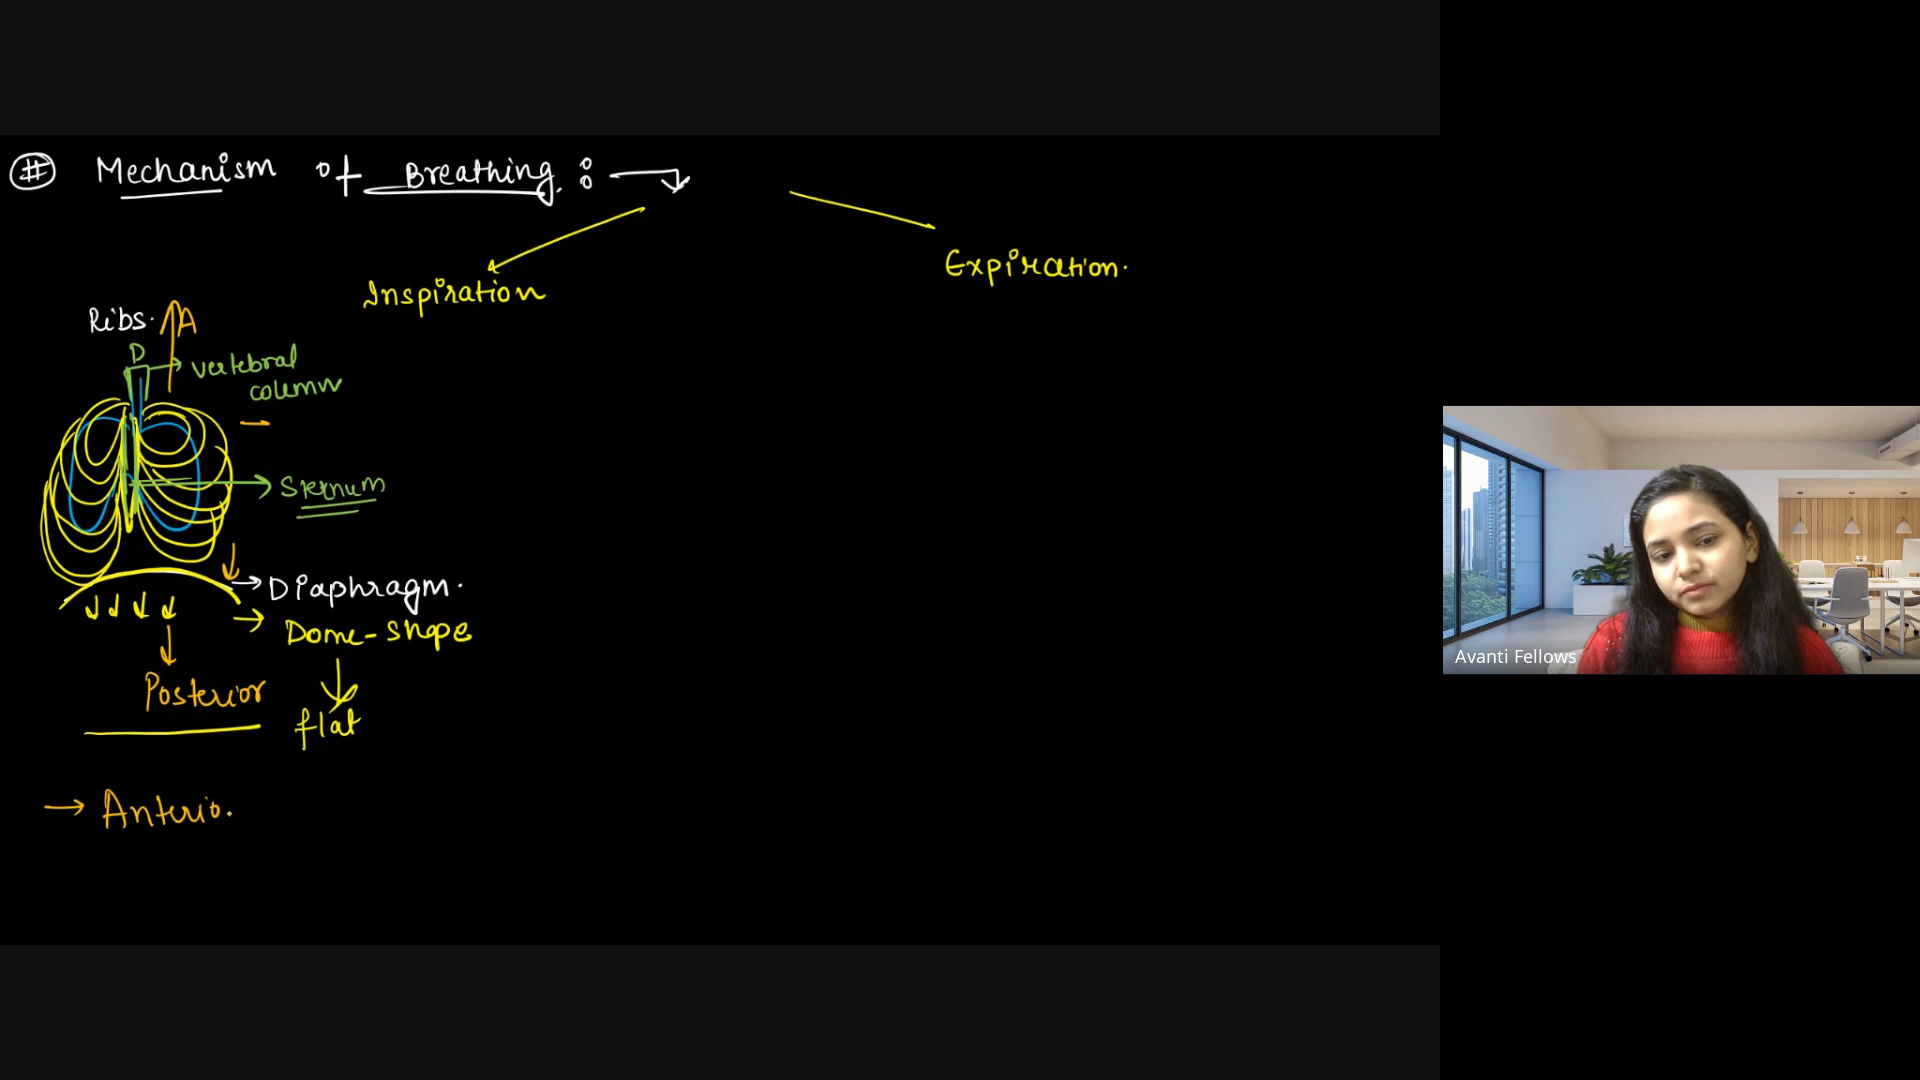 # Mechanism of Breathing :
Inspiration
Expiration.
Ribs. A
D
vertebral
column
Sternum
Diaphragm.
Dome-shape
Posterior
flat
Anterio.
Avanti Fellows